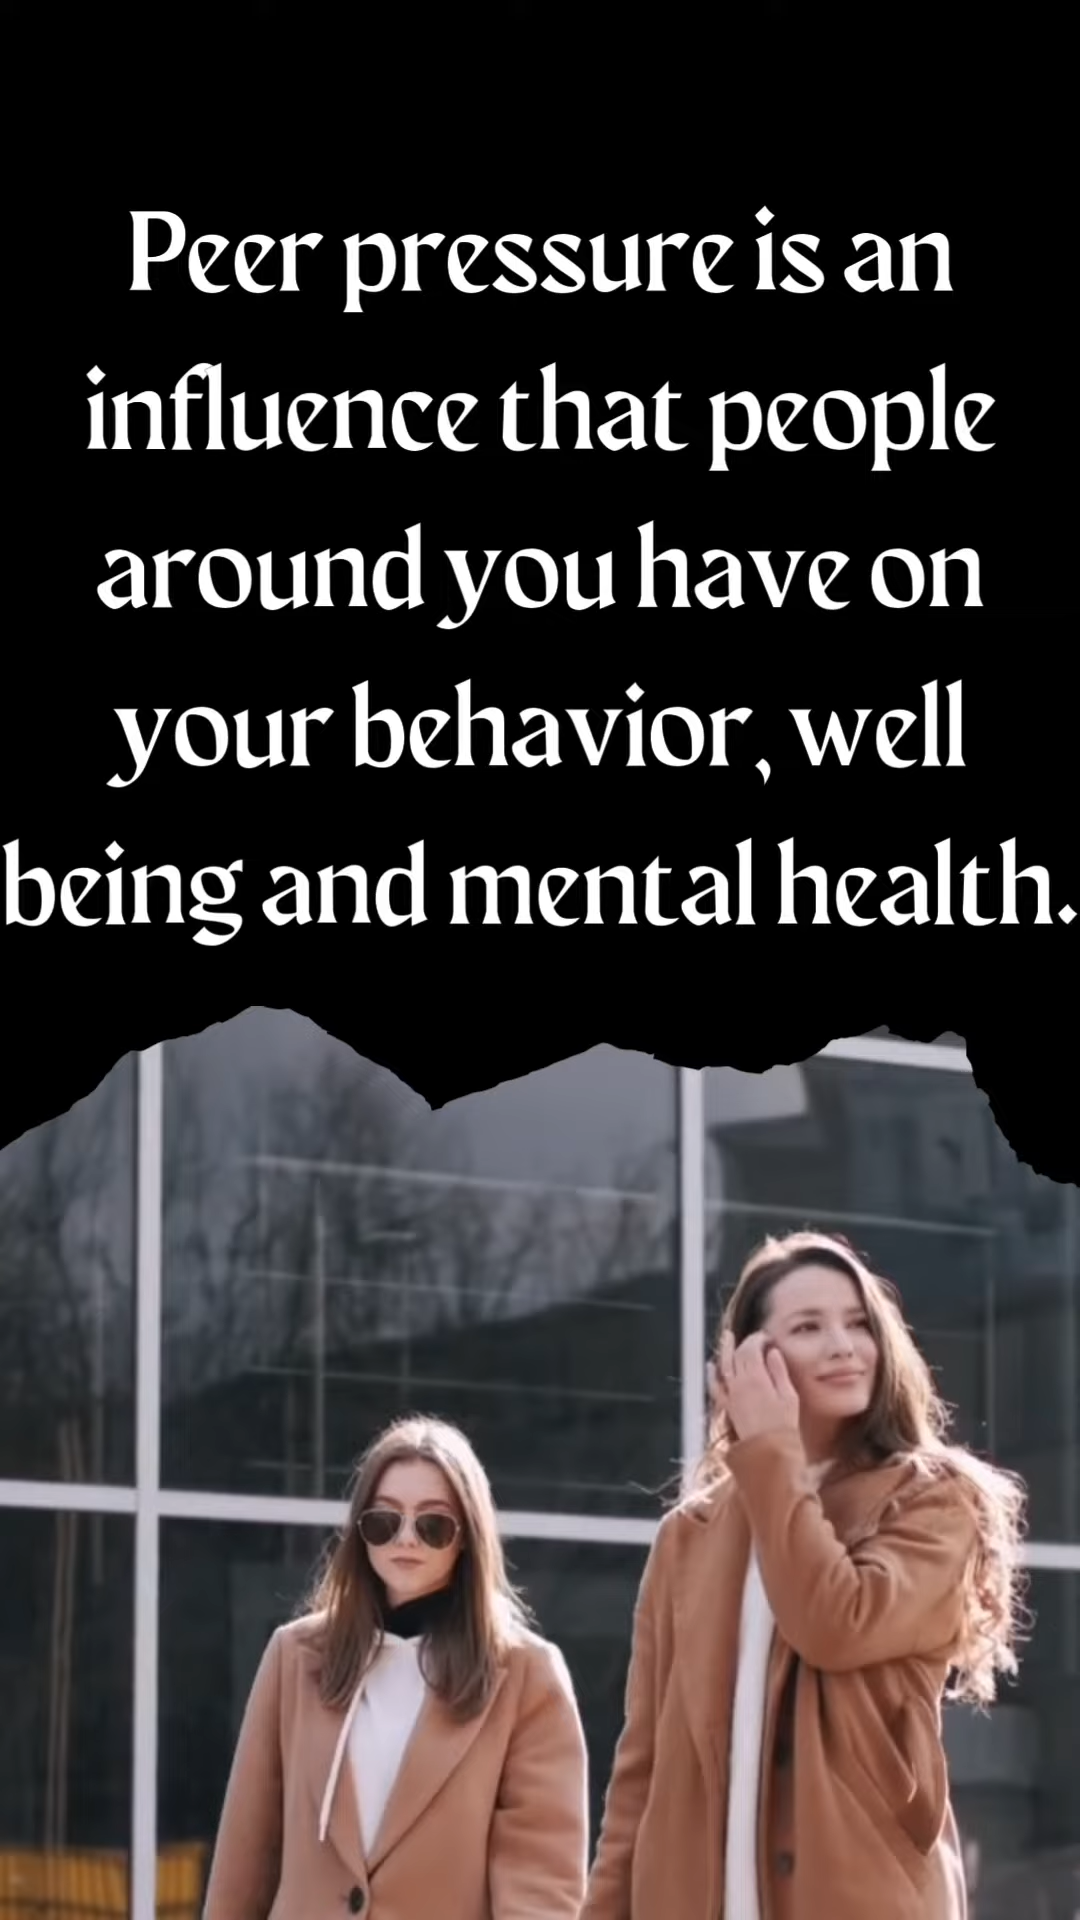 Peer pressure is an
influence that people
around you have on
your behavior, well
being and mental health.